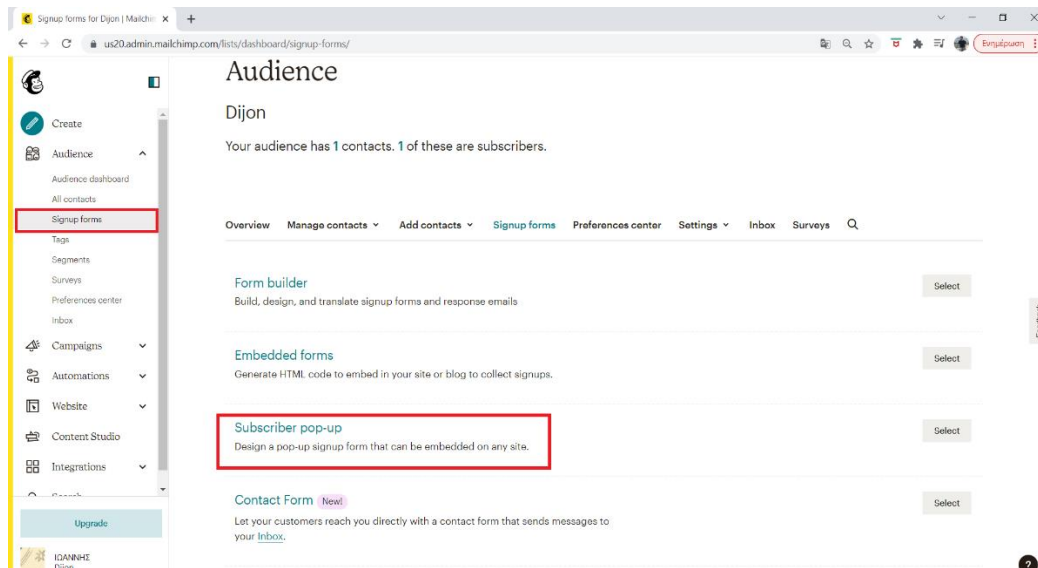 Signup forms for Dijon | Mailchim
us20.admin.mailchimp.com/lists/dashboard/signup-forms/
Ενημέρωση
Create
Audience
Audience dashboard
All contacts
Signup forms
Tags
Segments
Surveys
Preferences center
Inbox
Campaigns
Automations
Website
Content Studio
Integrations
Search
Upgrade
ΙΩΑΝΝΗΣ
Dijon
Audience
Dijon
Your audience has 1 contacts. 1 of these are subscribers.
Overview Manage contacts Add contacts Signup forms Preferences center Settings Inbox Surveys
Form builder
Build, design, and translate signup forms and response emails
Select
Embedded forms
Generate HTML code to embed in your site or blog to collect signups.
Select
Subscriber pop-up
Design a pop-up signup form that can be embedded on any site.
Select
Contact Form New!
Let your customers reach you directly with a contact form that sends messages to
your Inbox.
Select
?